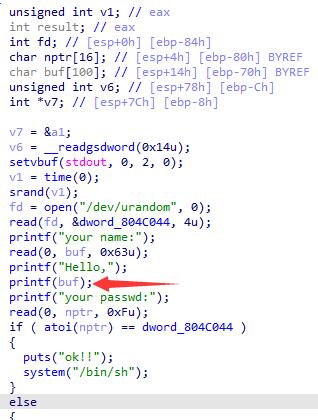 unsigned int v1; // eax
int result; // eax
int fd; // [esp+0h] [ebp-84h]
char nptr[16]; // [esp+4h] [ebp-80h] BYREF
char buf[100]; // [esp+14h] [ebp-70h] BYREF
unsigned int v6; // [esp+78h] [ebp-Ch]
int *v7; // [esp+7Ch] [ebp-8h]

v7 = &a1;
v6 = __readgsdword(0x14u);
setvbuf(stdout, 0, 2, 0);
v1 = time(0);
srand(v1);
fd = open("/dev/urandom", 0);
read(fd, &dword_804C044, 4u);
printf("your name:");
read(0, buf, 0x63u);
printf("Hello,");
printf(buf);
printf("your passwd:");
read(0, nptr, 0xFu);
if ( atoi(nptr) == dword_804C044 )
{
  puts("ok!!");
  system("/bin/sh");
}
else
{